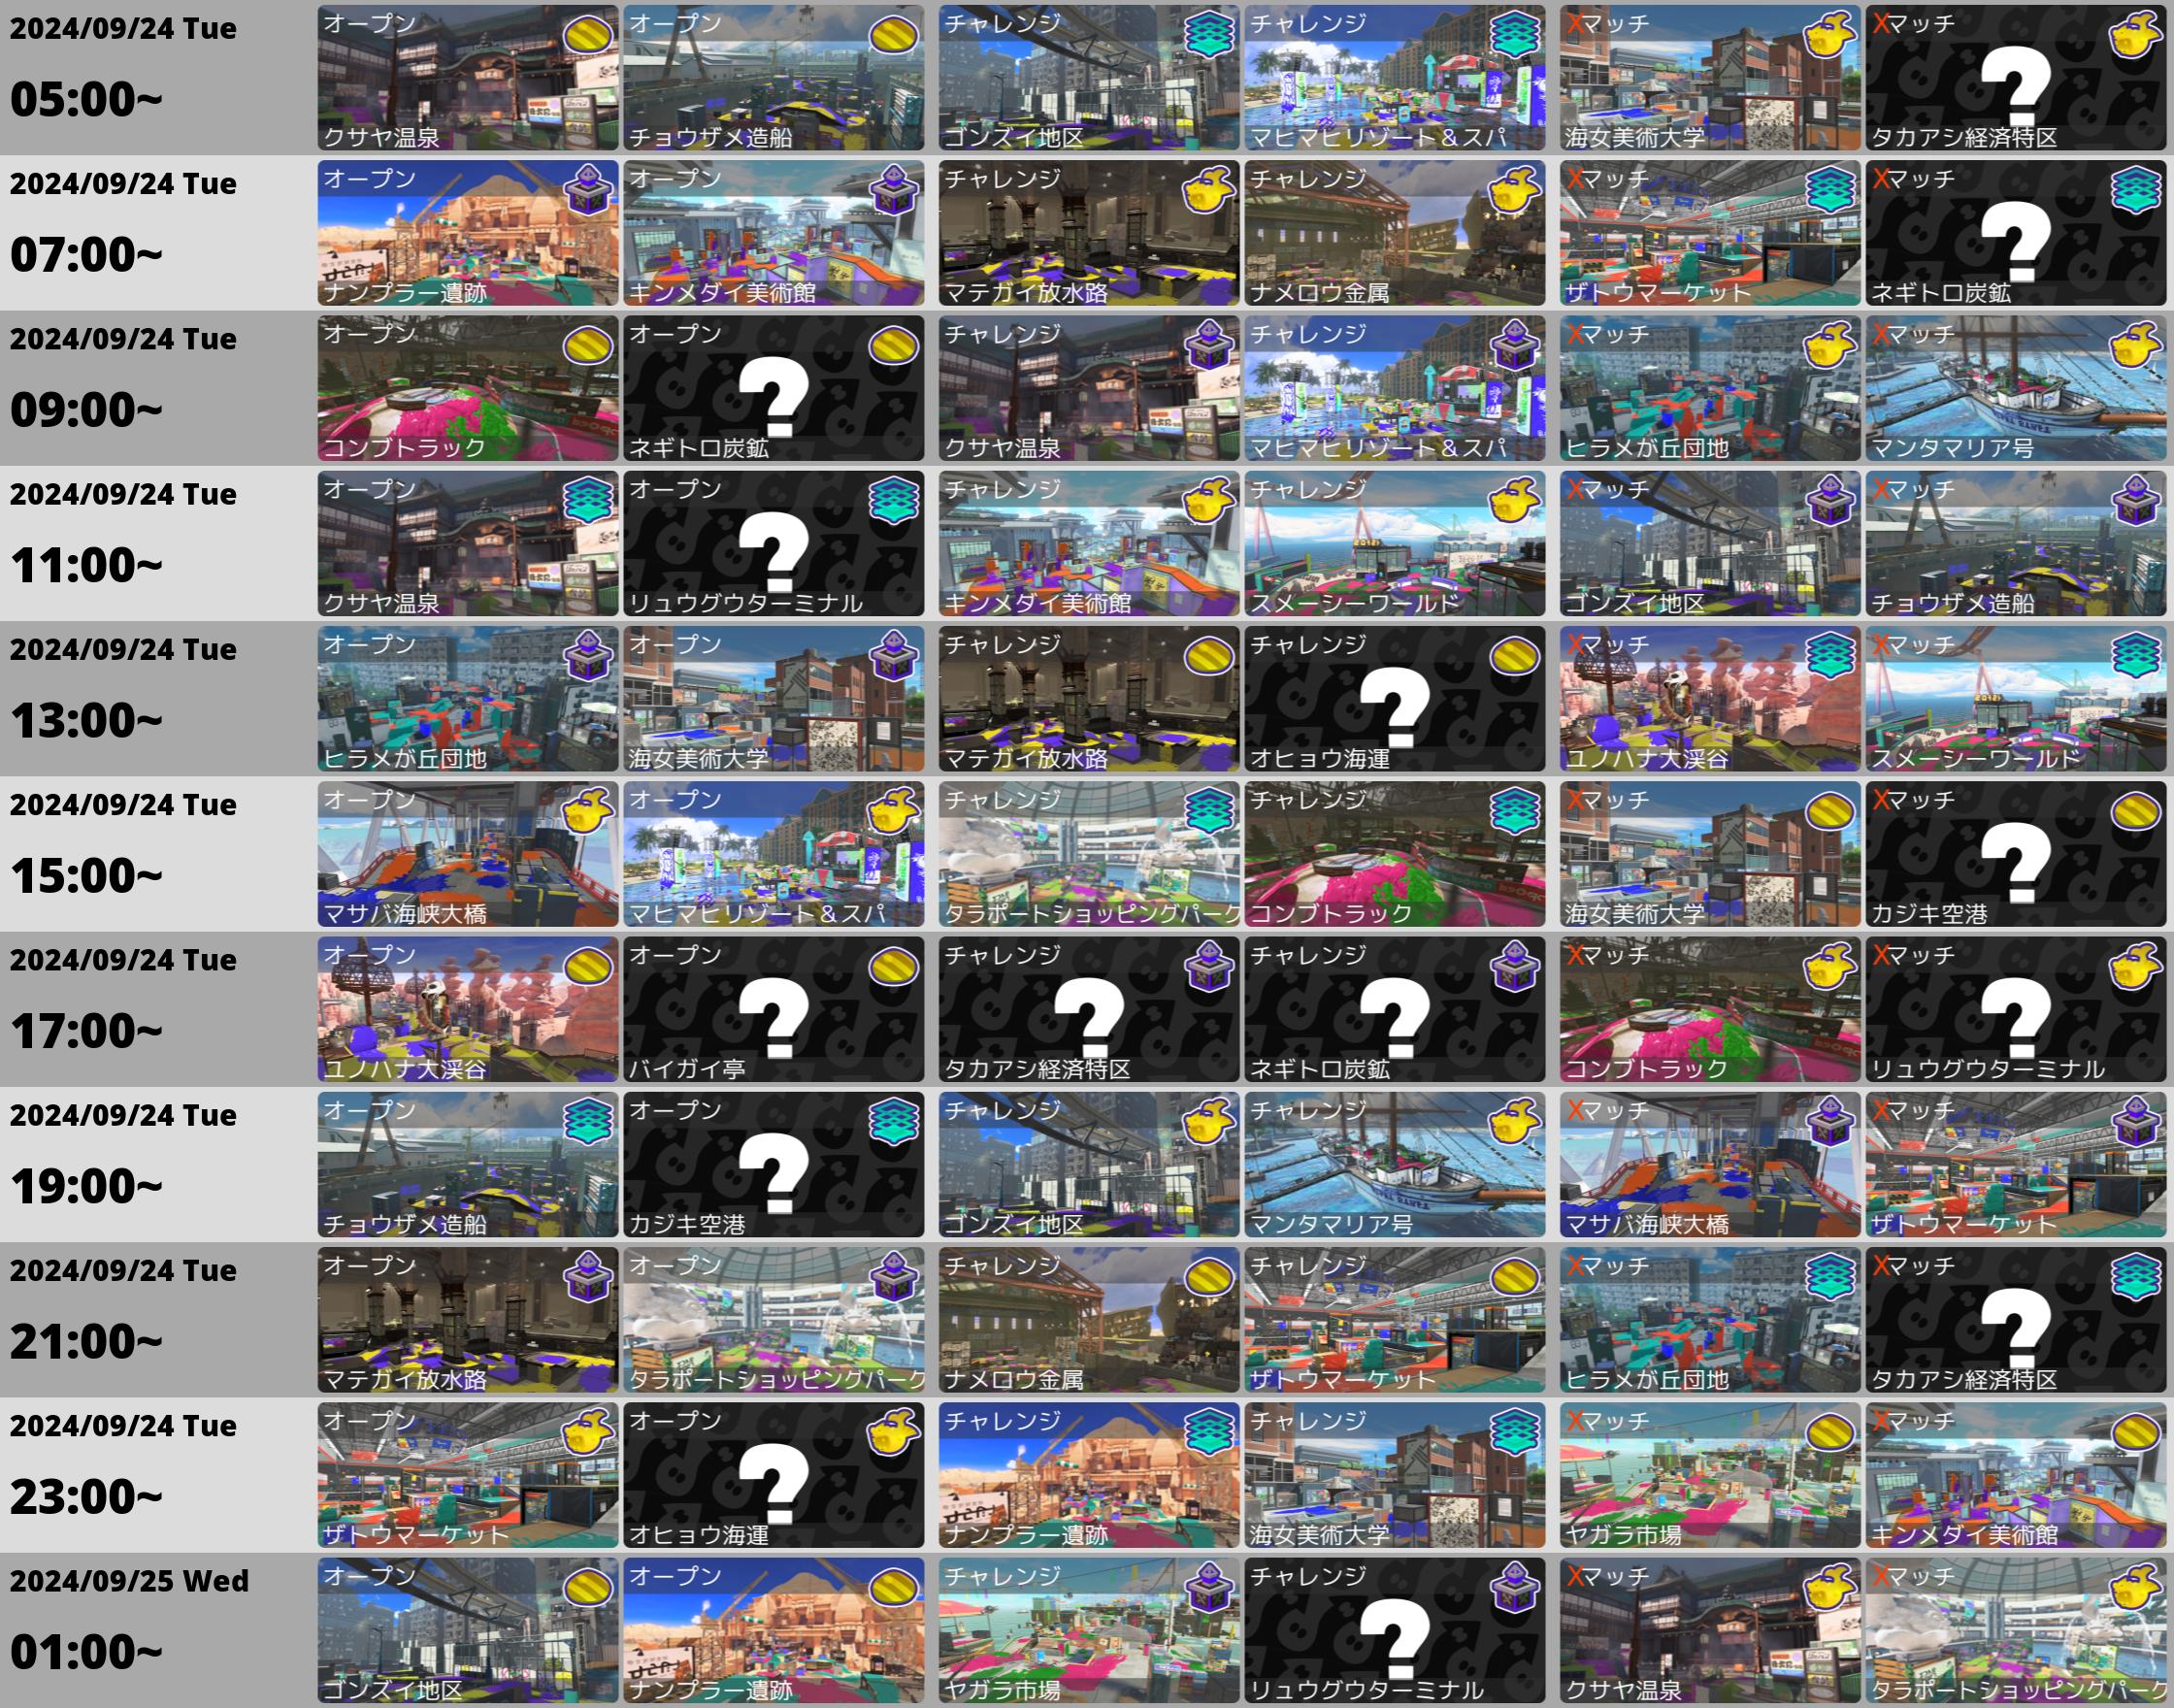 2024/09/24 Tue
05:00~
オープン
クサヤ温泉
オープン
チョウザメ造船
チャレンジ
ゴンズイ地区
チャレンジ
マヒマヒリゾート＆スパ
Xマッチ
海女美術大学
Xマッチ
?
タカアシ経済特区
2024/09/24 Tue
07:00~
オープン
ナンプラー遺跡
オープン
キンメダイ美術館
チャレンジ
マテガイ放水路
チャレンジ
ナメロウ金属
Xマッチ
ザトウマーケット
Xマッチ
?
ネギトロ炭鉱
2024/09/24 Tue
09:00~
オープン
コンブトラック
オープン
?
ネギトロ炭鉱
チャレンジ
クサヤ温泉
チャレンジ
マヒマヒリゾート＆スパ
Xマッチ
ヒラメが丘団地
Xマッチ
マンタマリア号
2024/09/24 Tue
11:00~
オープン
クサヤ温泉
オープン
?
リュウグウターミナル
チャレンジ
キンメダイ美術館
チャレンジ
スメーシーワールド
Xマッチ
ゴンズイ地区
Xマッチ
チョウザメ造船
2024/09/24 Tue
13:00~
オープン
ヒラメが丘団地
オープン
海女美術大学
チャレンジ
マテガイ放水路
チャレンジ
?
オヒョウ海運
Xマッチ
ユノハナ大渓谷
Xマッチ
スメーシーワールド
2024/09/24 Tue
15:00~
オープン
マサバ海峡大橋
オープン
マヒマヒリゾート＆スパ
チャレンジ
タラポートショッピングパーク
チャレンジ
コンブトラック
Xマッチ
海女美術大学
Xマッチ
?
カジキ空港
2024/09/24 Tue
17:00~
オープン
ユノハナ大渓谷
オープン
?
バイガイ亭
チャレンジ
?
タカアシ経済特区
チャレンジ
?
ネギトロ炭鉱
Xマッチ
コンブトラック
Xマッチ
?
リュウグウターミナル
2024/09/24 Tue
19:00~
オープン
チョウザメ造船
オープン
?
カジキ空港
チャレンジ
ゴンズイ地区
チャレンジ
マンタマリア号
Xマッチ
マサバ海峡大橋
Xマッチ
ザトウマーケット
2024/09/24 Tue
21:00~
オープン
マテガイ放水路
オープン
タラポートショッピングパーク
チャレンジ
ナメロウ金属
チャレンジ
ザトウマーケット
Xマッチ
ヒラメが丘団地
Xマッチ
?
タカアシ経済特区
2024/09/24 Tue
23:00~
オープン
ザトウマーケット
オープン
?
オヒョウ海運
チャレンジ
ナンプラー遺跡
チャレンジ
海女美術大学
Xマッチ
ヤガラ市場
Xマッチ
キンメダイ美術館
2024/09/25 Wed
01:00~
オープン
ゴンズイ地区
オープン
ナンプラー遺跡
チャレンジ
ヤガラ市場
チャレンジ
?
リュウグウターミナル
Xマッチ
クサヤ温泉
Xマッチ
タラポートショッピングパーク